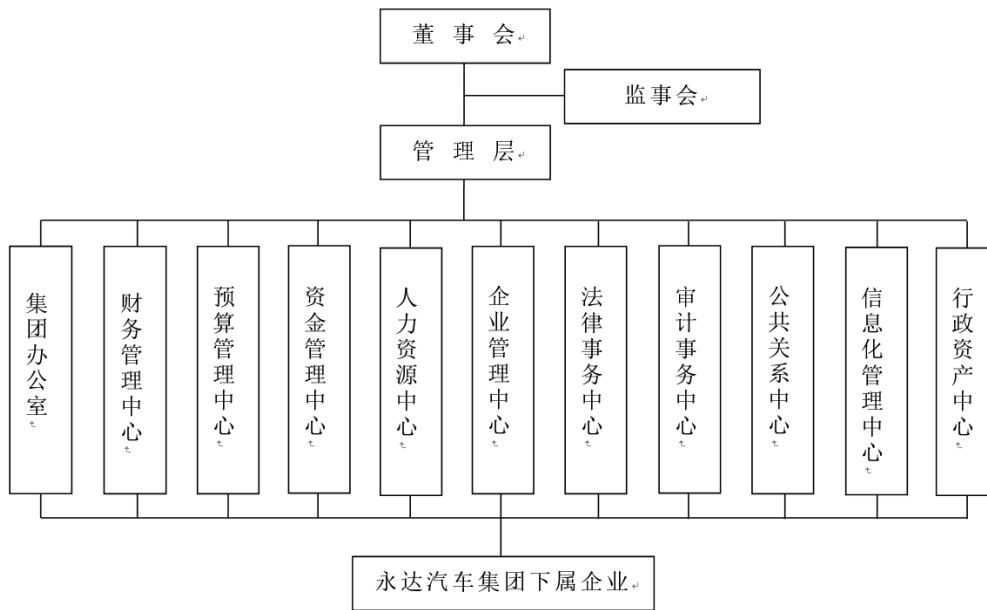 董 事 会
监事会
管 理 层
集团办公室
财务管理中心
预算管理中心
资金管理中心
人力资源中心
企业管理中心
法律事务中心
审计事务中心
公共关系中心
信息化管理中心
行政资产中心
永达汽车集团下属企业